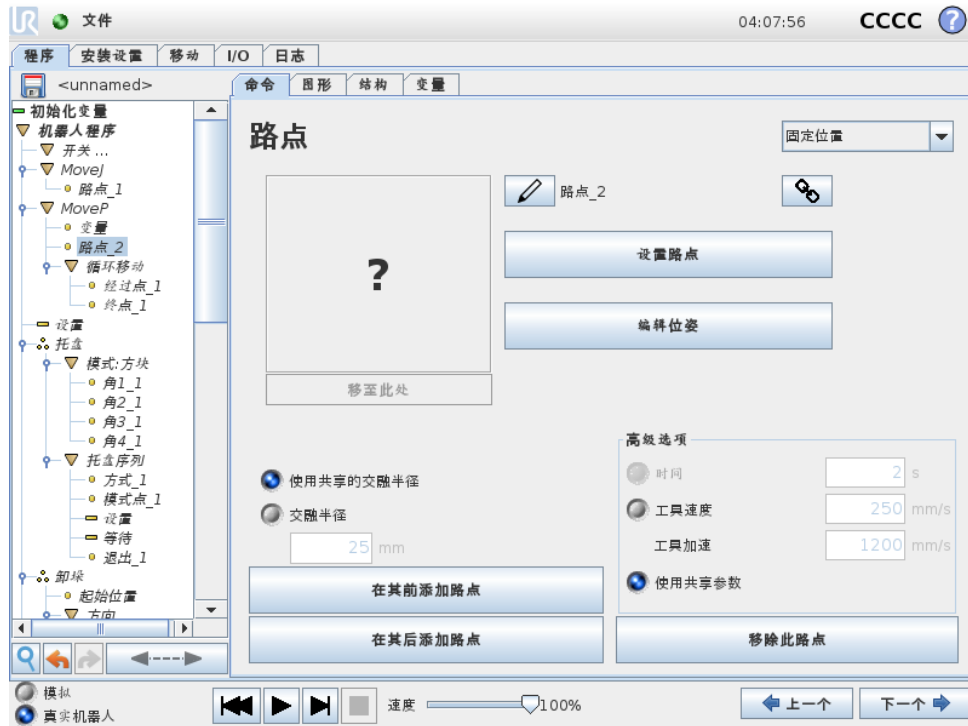 UR 文件 04:07:56 CCCC ?
程序 安装设置 移动 I/O 日志
<unnamed>
命令 图形 结构 变量
初始化变量
机器人程序
开关 ...
MoveJ
路点_1
MoveP
变量
路点_2
循环移动
经过点_1
终点_1
设置
托盘
模式:方块
角1_1
角2_1
角3_1
角4_1
托盘序列
方式_1
模式点_1
设置
等待
退出_1
卸垛
起始位置
方向
路点
固定位置
路点_2
?
设置路点
编辑位姿
移至此处
使用共享的交融半径
交融半径
25 mm
高级选项
时间 2 s
工具速度 250 mm/s
工具加速 1200 mm/s
使用共享参数
在其前添加路点
在其后添加路点
移除此路点
模拟
真实机器人
速度 100%
上一个
下一个